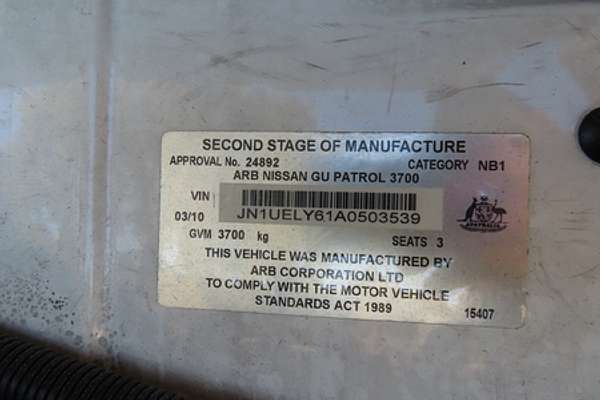 SECOND STAGE OF MANUFACTURE
APPROVAL No. 24892 CATEGORY NB1
ARB NISSAN GU PATROL 3700
VIN
03/10 JN1UELY61A0503539
GVM 3700 kg SEATS 3
THIS VEHICLE WAS MANUFACTURED BY
ARB CORPORATION LTD
TO COMPLY WITH THE MOTOR VEHICLE
STANDARDS ACT 1989
15407
AUSTRALIA